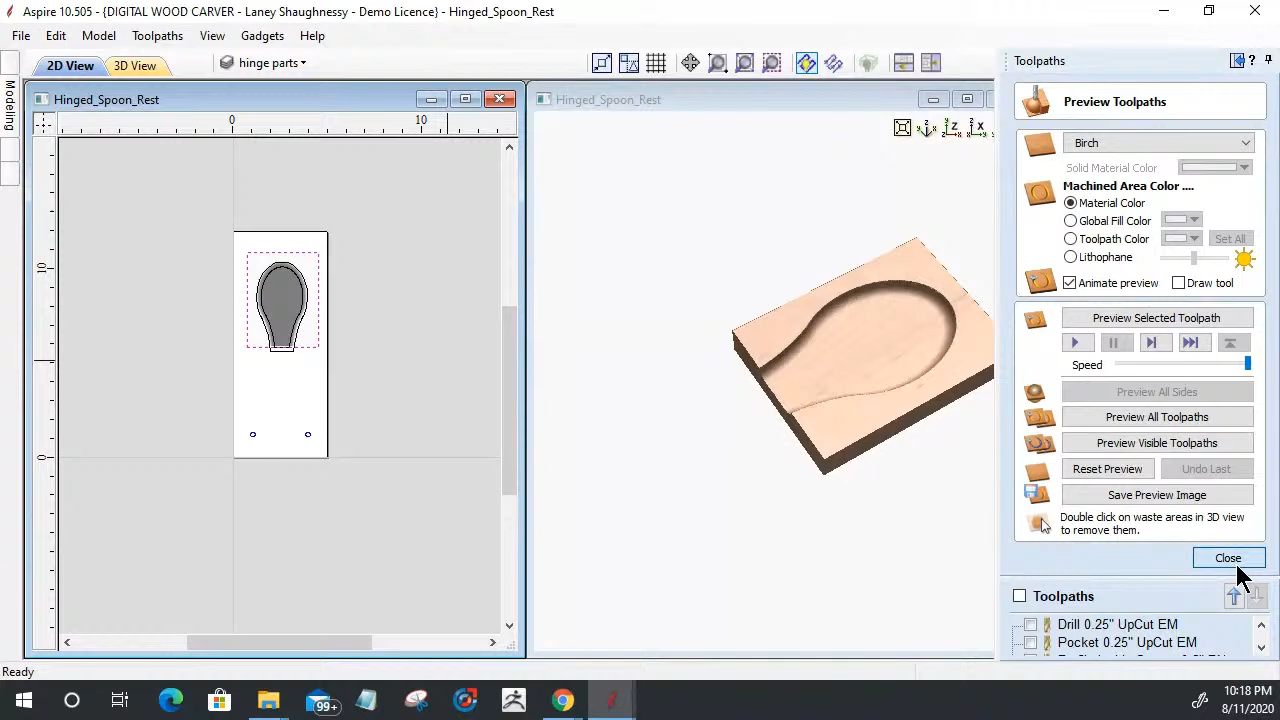 Aspire 10.505 - {DIGITAL WOOD CARVER - Laney Shaughnessy - Demo Licence} - Hinged_Spoon_Rest
File Edit Model Toolpaths View Gadgets Help
2D View 3D View hinge parts
Toolpaths
Modeling
Hinged_Spoon_Rest
Hinged_Spoon_Rest
0 10
10
0
z x
Preview Toolpaths
Birch
Solid Material Color
Machined Area Color ....
Material Color
Global Fill Color
Toolpath Color Set All
Lithophane
Animate preview Draw tool
Preview Selected Toolpath
Speed
Preview All Sides
Preview All Toolpaths
Preview Visible Toolpaths
Reset Preview Undo Last
Save Preview Image
Double click on waste areas in 3D view
to remove them.
Close
Toolpaths
Drill 0.25" UpCut EM
Pocket 0.25" UpCut EM
Ready
99+
10:18 PM
8/11/2020